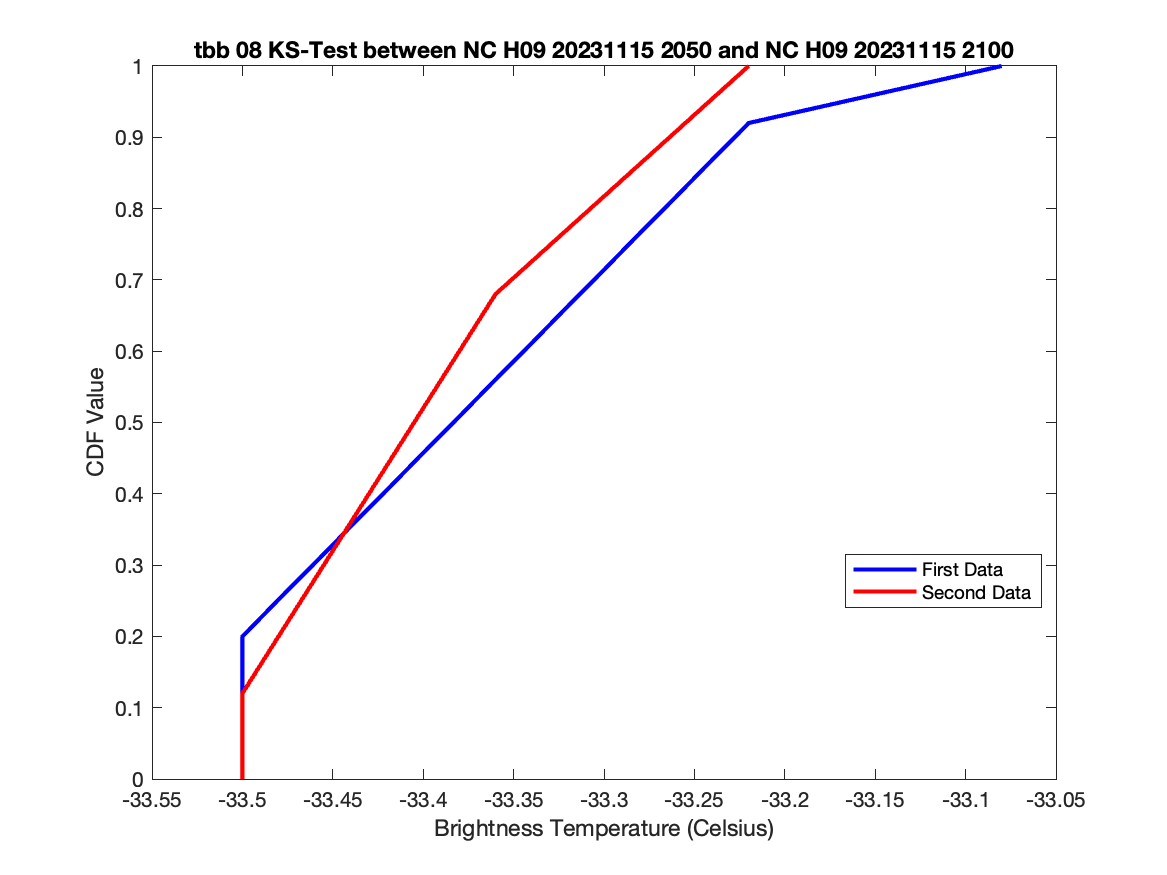 tbb 08 KS-Test between NC H09 20231115 2050 and NC H09 20231115 2100
1
0.9
0.8
0.7
0.6
0.5
0.4
0.3
0.2
0.1
0
CDF Value
First Data
Second Data
-33.55 -33.5 -33.45 -33.4 -33.35 -33.3 -33.25 -33.2 -33.15 -33.1 -33.05
Brightness Temperature (Celsius)